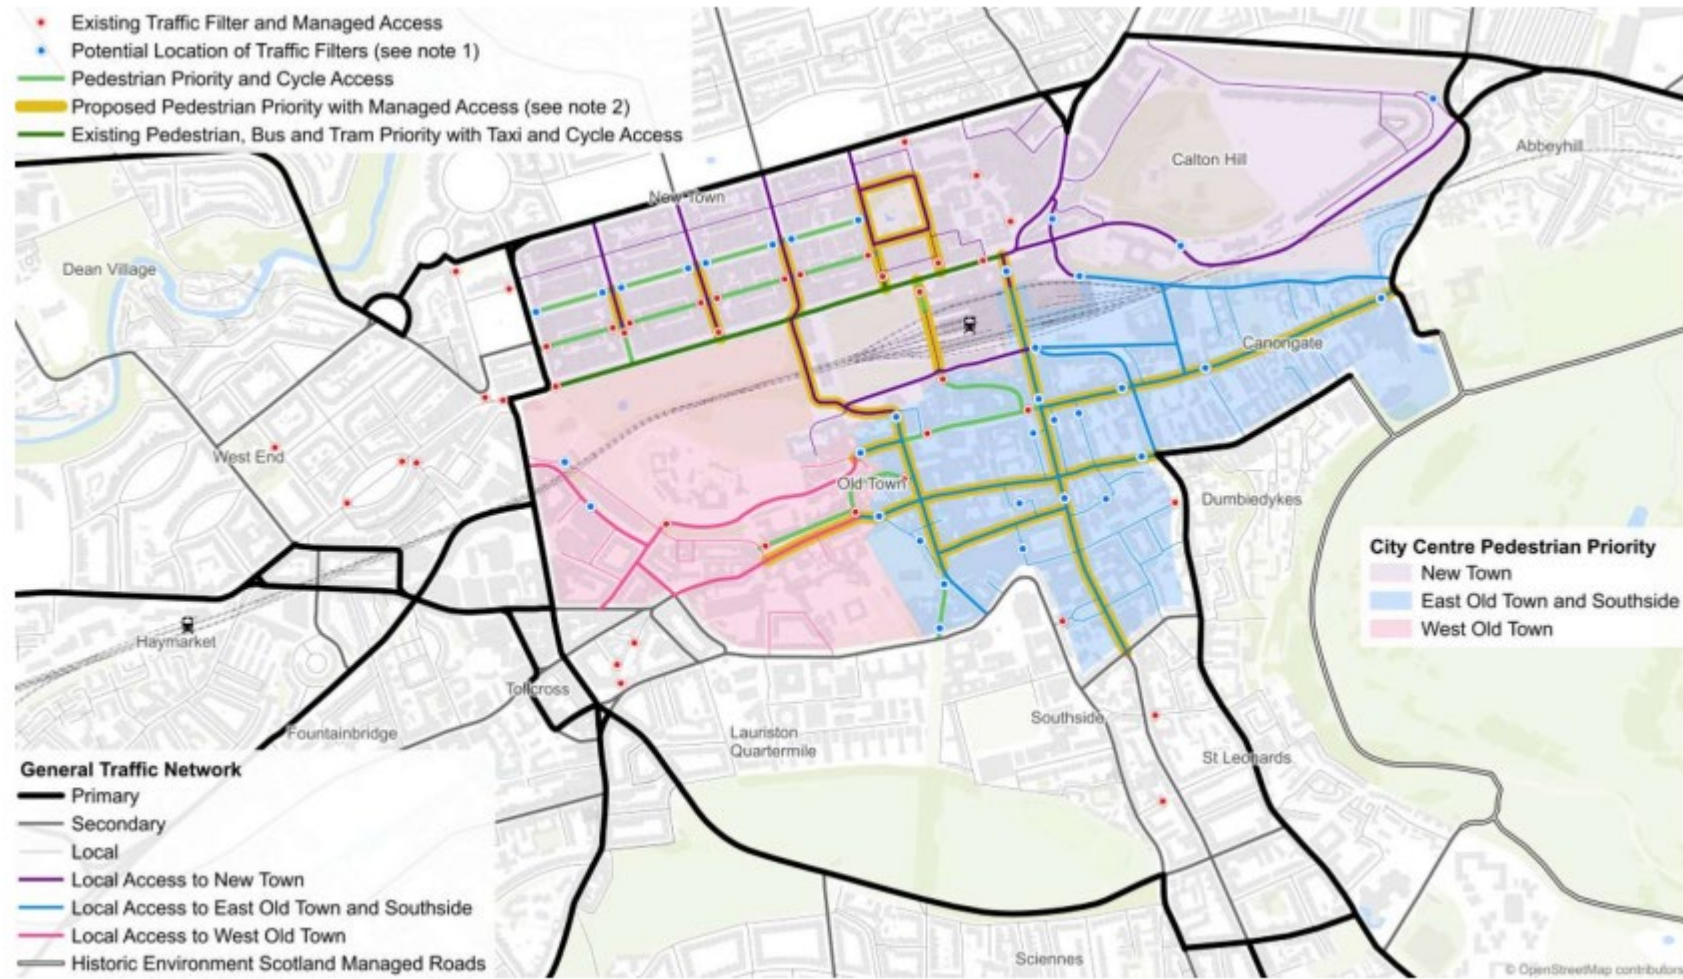 Existing Traffic Filter and Managed Access
Potential Location of Traffic Filters (see note 1)
Pedestrian Priority and Cycle Access
Proposed Pedestrian Priority with Managed Access (see note 2)
Existing Pedestrian, Bus and Tram Priority with Taxi and Cycle Access
Abbeyhill
Calton Hill
New Town
Dean Village
Canongate
West End
Old Town
Dumbiedykes
City Centre Pedestrian Priority
New Town
East Old Town and Southside
West Old Town
Haymarket
Tollcross
Fountainbridge
Lauriston
Quartermile
Southside
St Leonards
General Traffic Network
Primary
Secondary
Local
Local Access to New Town
Local Access to East Old Town and Southside
Local Access to West Old Town
Historic Environment Scotland Managed Roads
Sciennes
© OpenStreetMap contributors